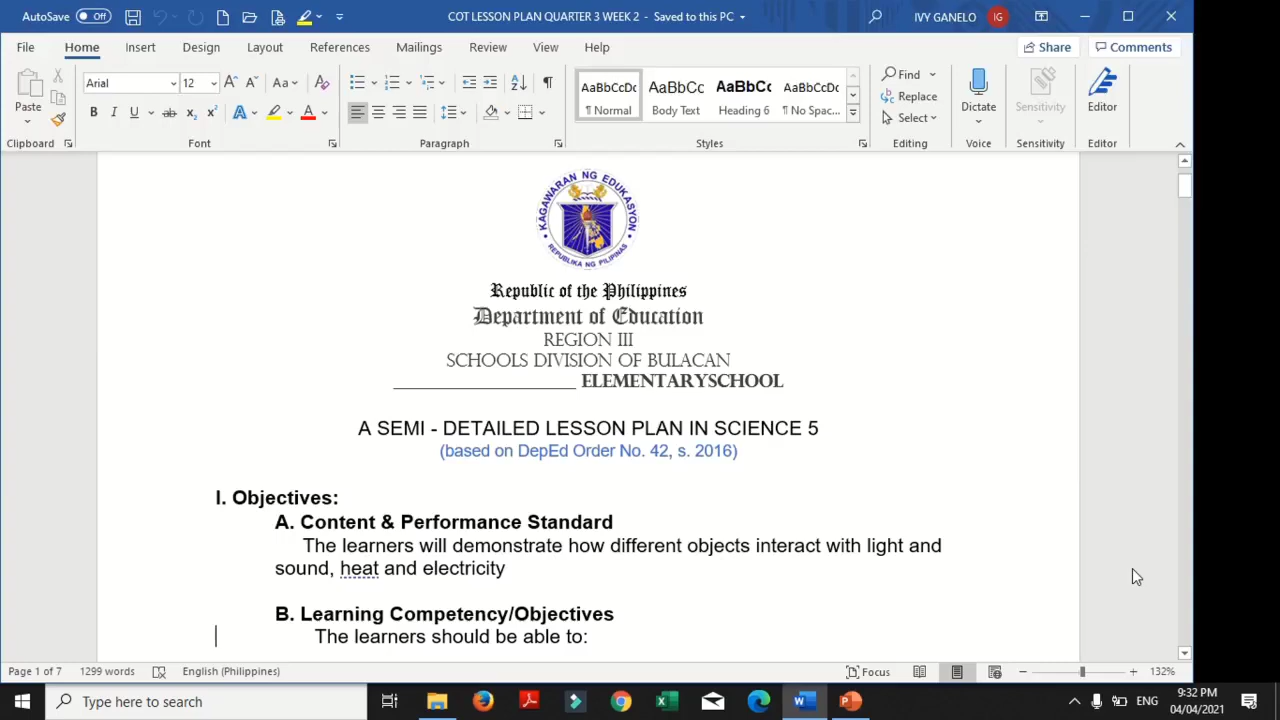 AutoSave Off COT LESSON PLAN QUARTER 3 WEEK 2 - Saved to this PC IVY GANELO IG
File Home Insert Design Layout References Mailings Review View Help Share Comments
Paste Arial 12 Aa
AaBbCcDc AaBbCc AaBbCc AaBbCcDc
¶ Normal Body Text Heading 6 ¶ No Spac...
Find
Replace
Select
Dictate Sensitivity Editor
Clipboard Font Paragraph Styles Editing Voice Sensitivity Editor
KAGAWARAN NG EDUKASYON
REPUBLIKA NG PILIPINAS
Republic of the Philippines
Department of Education
REGION III
SCHOOLS DIVISION OF BULACAN
____________________ ELEMENTARYSCHOOL
A SEMI - DETAILED LESSON PLAN IN SCIENCE 5
(based on DepEd Order No. 42, s. 2016)
I. Objectives:
A. Content & Performance Standard
The learners will demonstrate how different objects interact with light and
sound, heat and electricity
B. Learning Competency/Objectives
The learners should be able to:
Page 1 of 7 1299 words English (Philippines) Focus 132%
Type here to search ENG 9:32 PM
04/04/2021